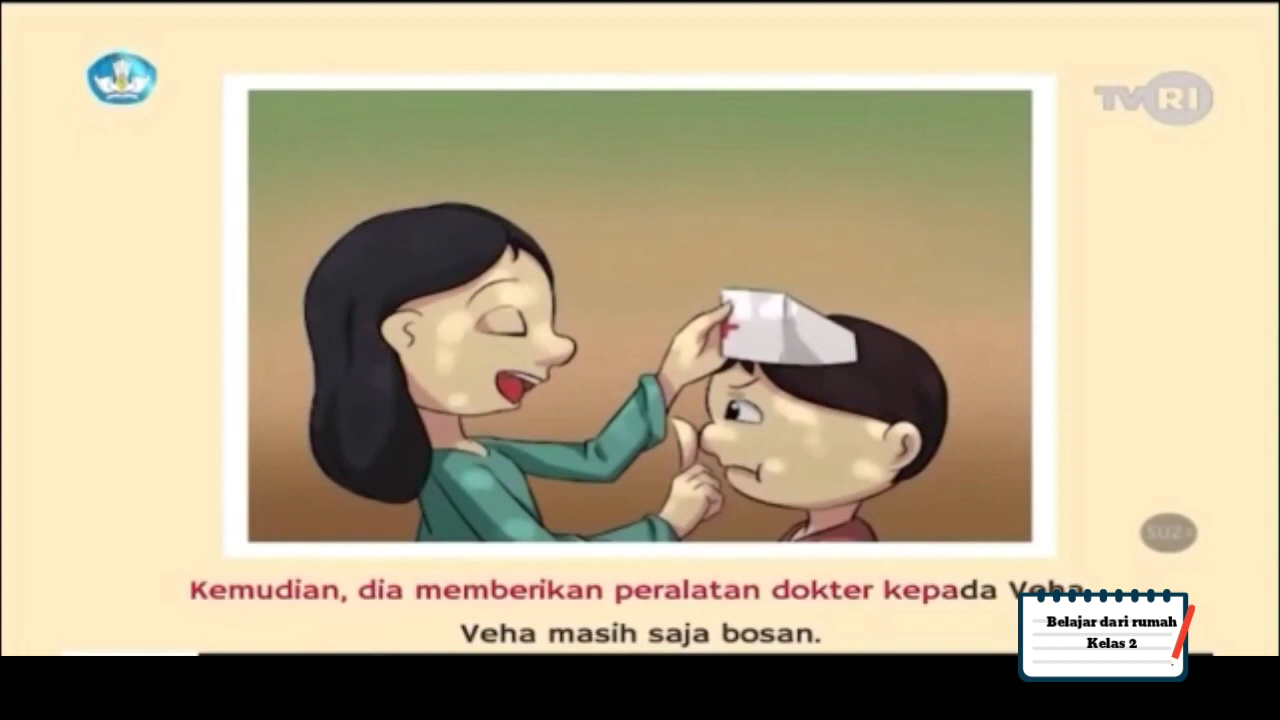 TVRI
Kemudian, dia memberikan peralatan dokter kepada Veha
Veha masih saja bosan.
Belajar dari rumah
Kelas 2